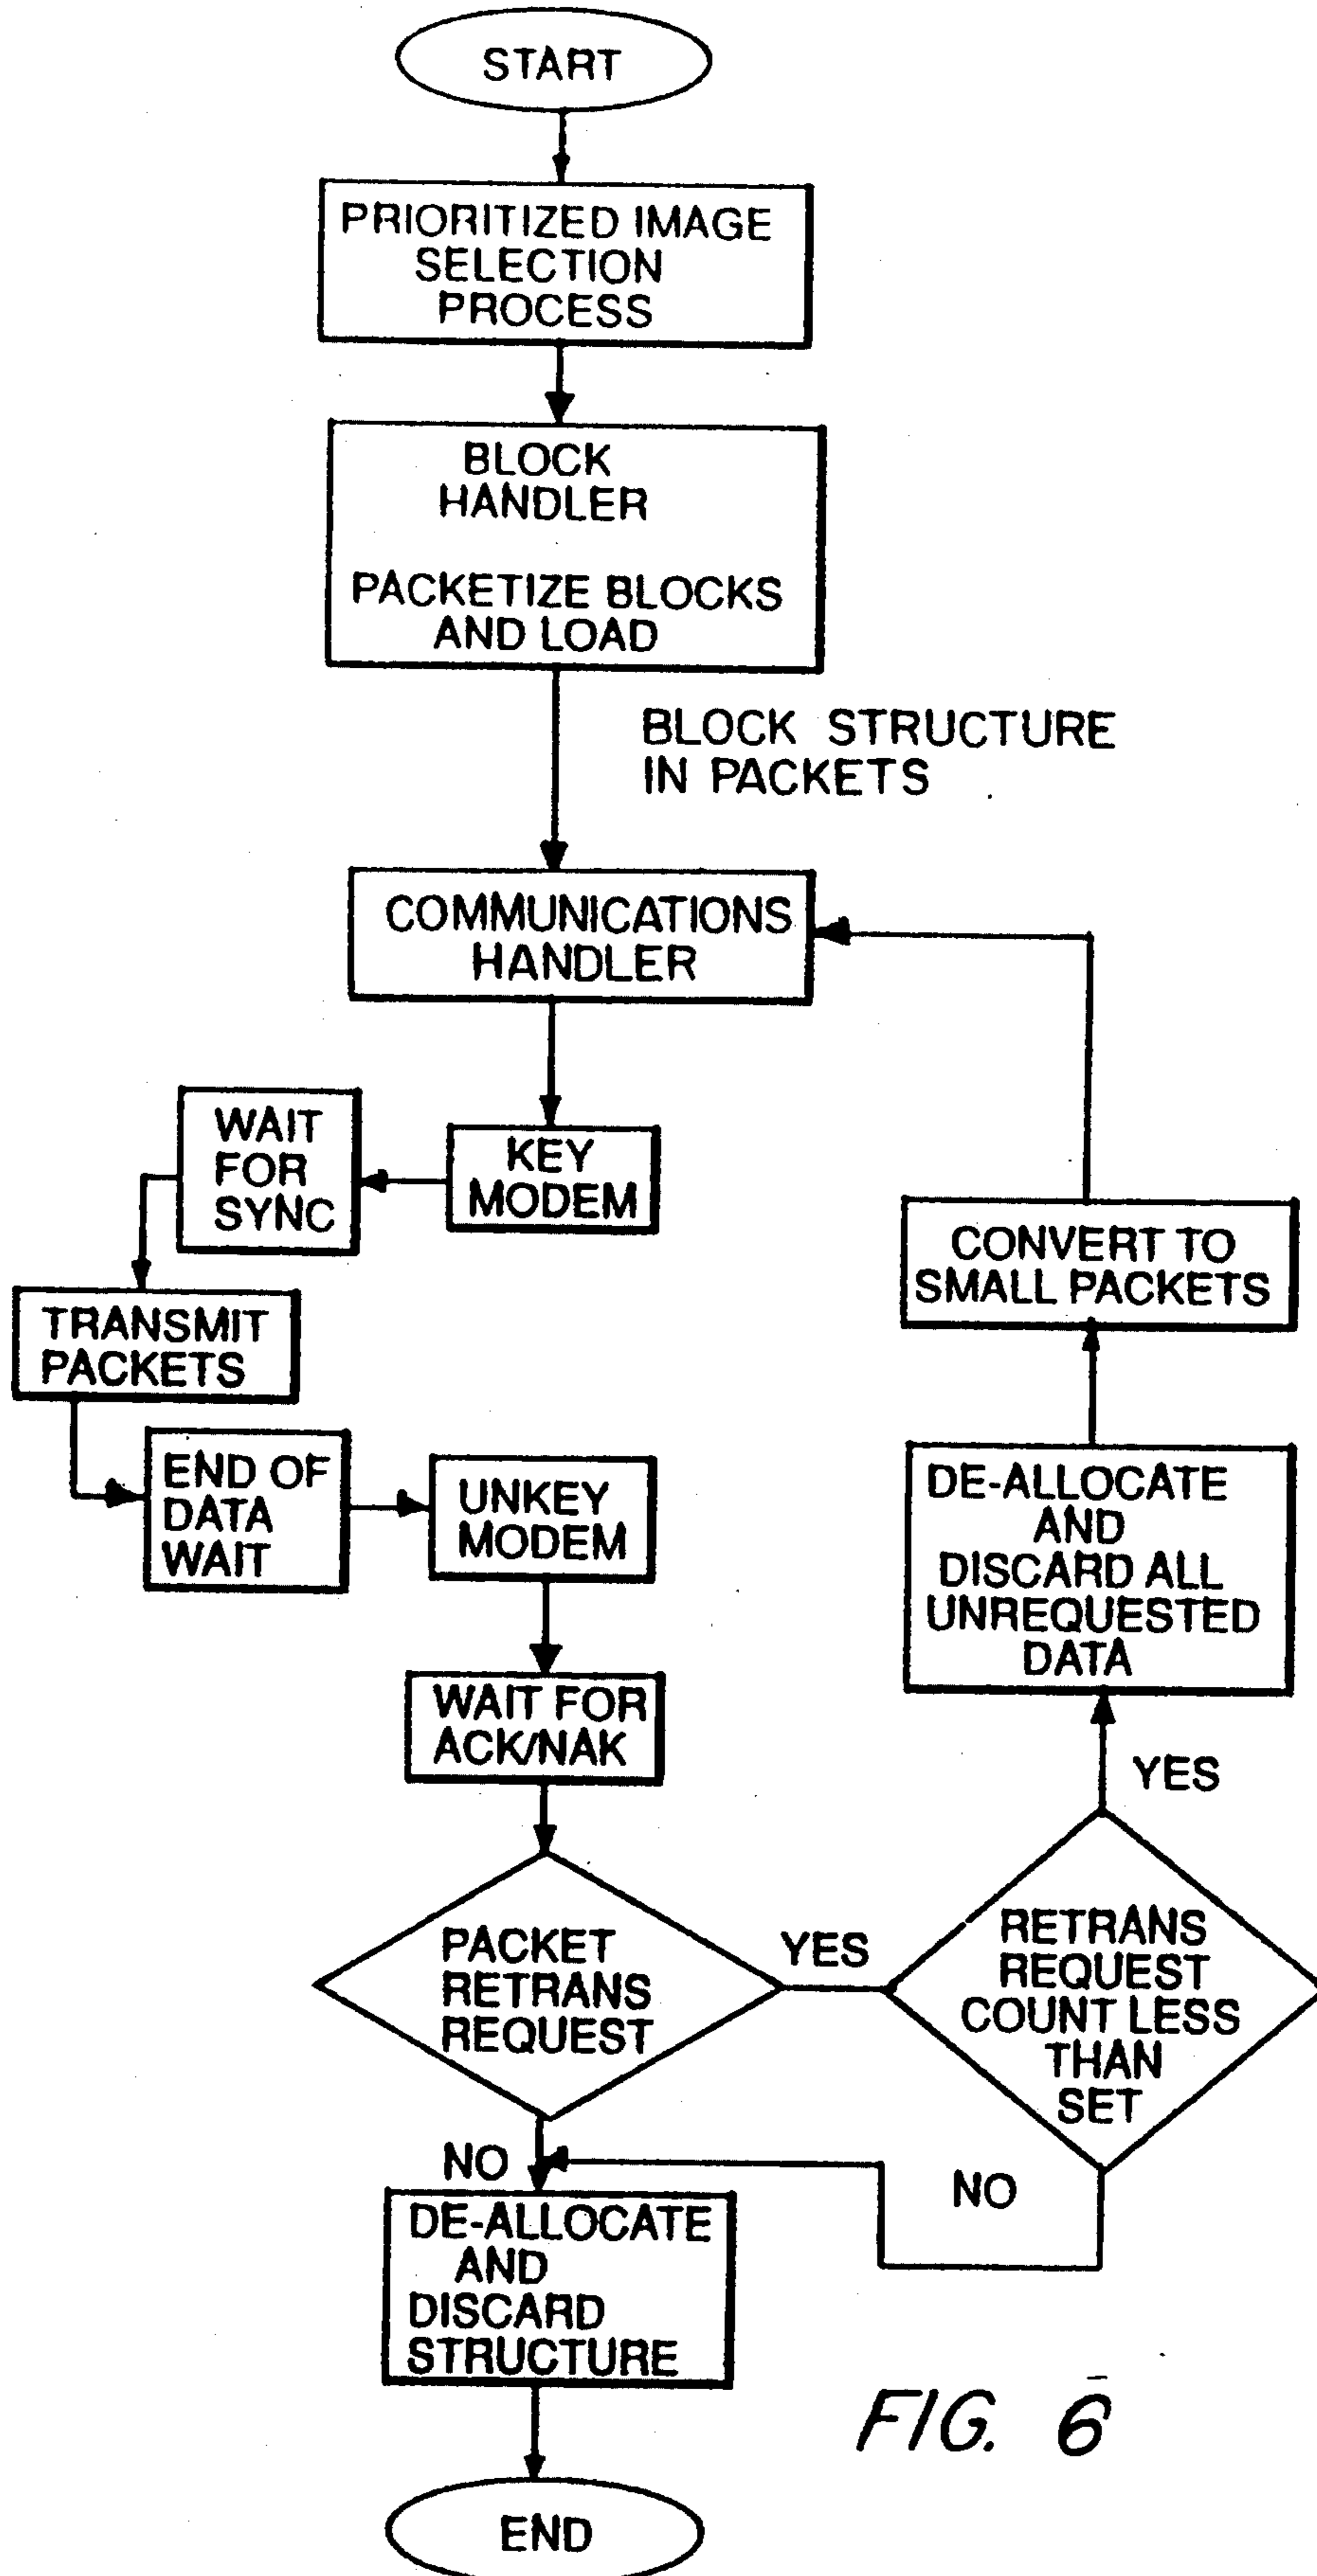 START
PRIORITIZED IMAGE
SELECTION
PROCESS
BLOCK
HANDLER
PACKETIZE BLOCKS
AND LOAD
BLOCK STRUCTURE
IN PACKETS
COMMUNICATIONS
HANDLER
KEY
MODEM
WAIT
FOR
SYNC
TRANSMIT
PACKETS
END OF
DATA
WAIT
UNKEY
MODEM
WAIT FOR
ACK/NAK
PACKET
RETRANS
REQUEST
YES
RETRANS
REQUEST
COUNT LESS
THAN
SET
YES
DE-ALLOCATE
AND
DISCARD ALL
UNREQUESTED
DATA
CONVERT TO
SMALL PACKETS
NO
NO
DE-ALLOCATE
AND
DISCARD
STRUCTURE
END
FIG. 6